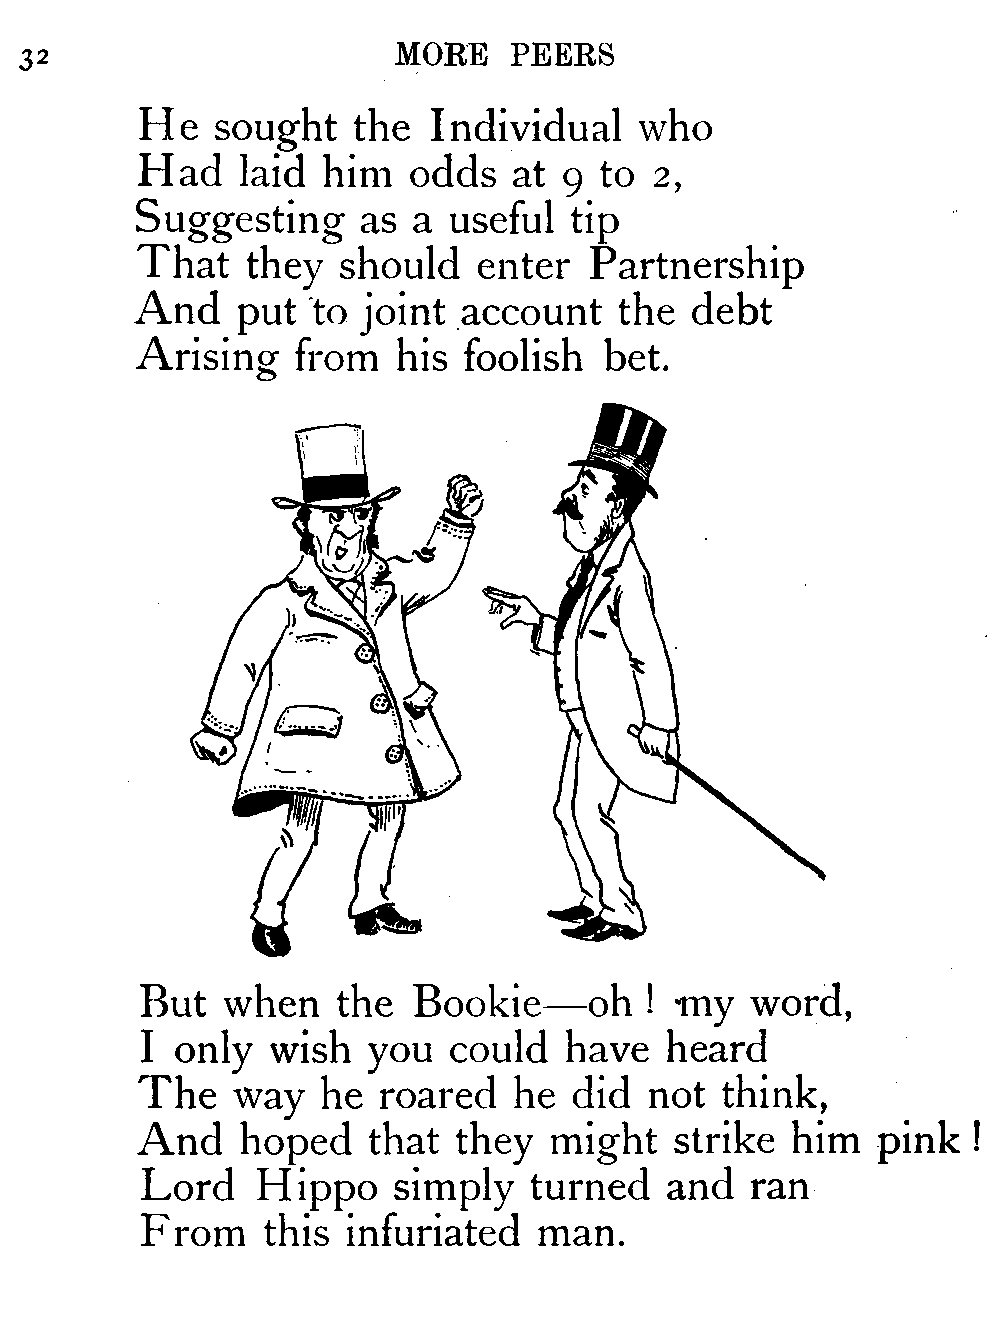 32
MORE PEERS
He sought the Individual who
Had laid him odds at 9 to 2,
Suggesting as a useful tip
That they should enter Partnership
And put to joint account the debt
Arising from his foolish bet.
But when the Bookie—oh ! my word,
I only wish you could have heard
The way he roared he did not think,
And hoped that they might strike him pink !
Lord Hippo simply turned and ran
From this infuriated man.